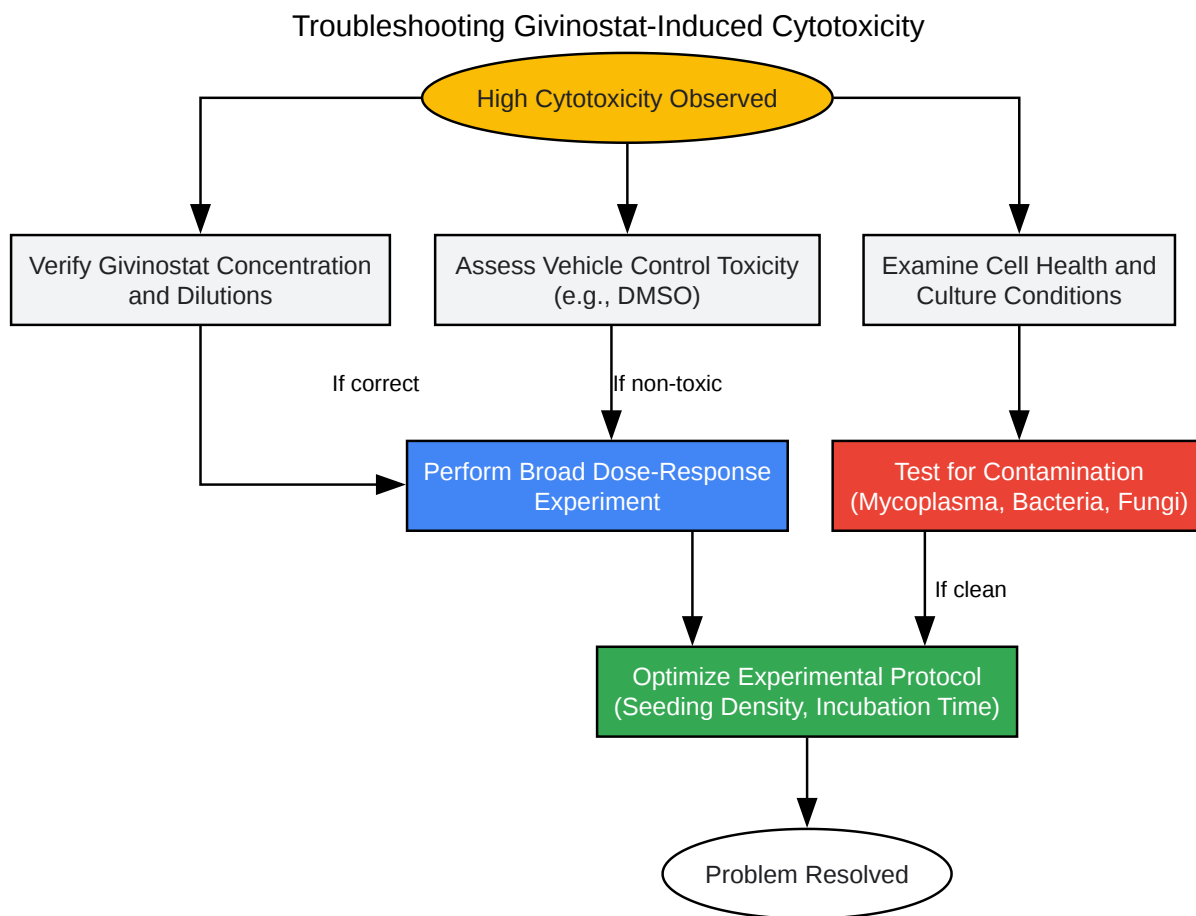 Troubleshooting Givinostat-Induced Cytotoxicity
High Cytotoxicity Observed
Verify Givinostat Concentration
and Dilutions
Assess Vehicle Control Toxicity
(e.g., DMSO)
Examine Cell Health and
Culture Conditions
If correct
If non-toxic
Perform Broad Dose-Response
Experiment
Test for Contamination
(Mycoplasma, Bacteria, Fungi)
If clean
Optimize Experimental Protocol
(Seeding Density, Incubation Time)
Problem Resolved